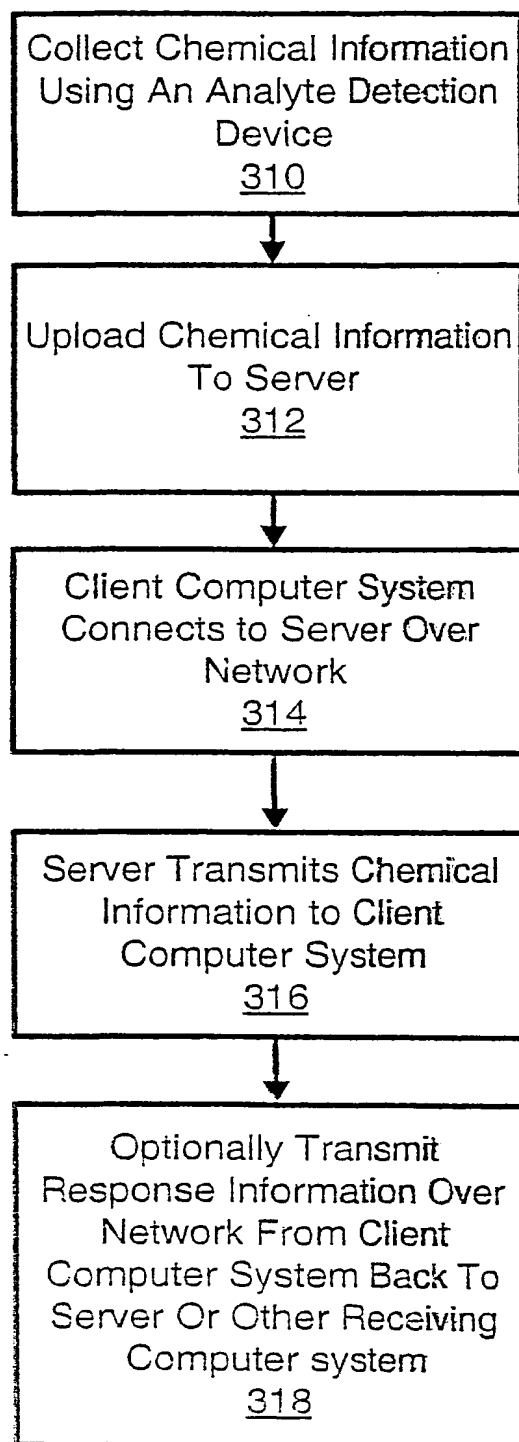 Collect Chemical Information
Using An Analyte Detection
Device
310
Upload Chemical Information
To Server
312
Client Computer System
Connects to Server Over
Network
314
Server Transmits Chemical
Information to Client
Computer System
316
Optionally Transmit
Response Information Over
Network From Client
Computer System Back To
Server Or Other Receiving
Computer system
318